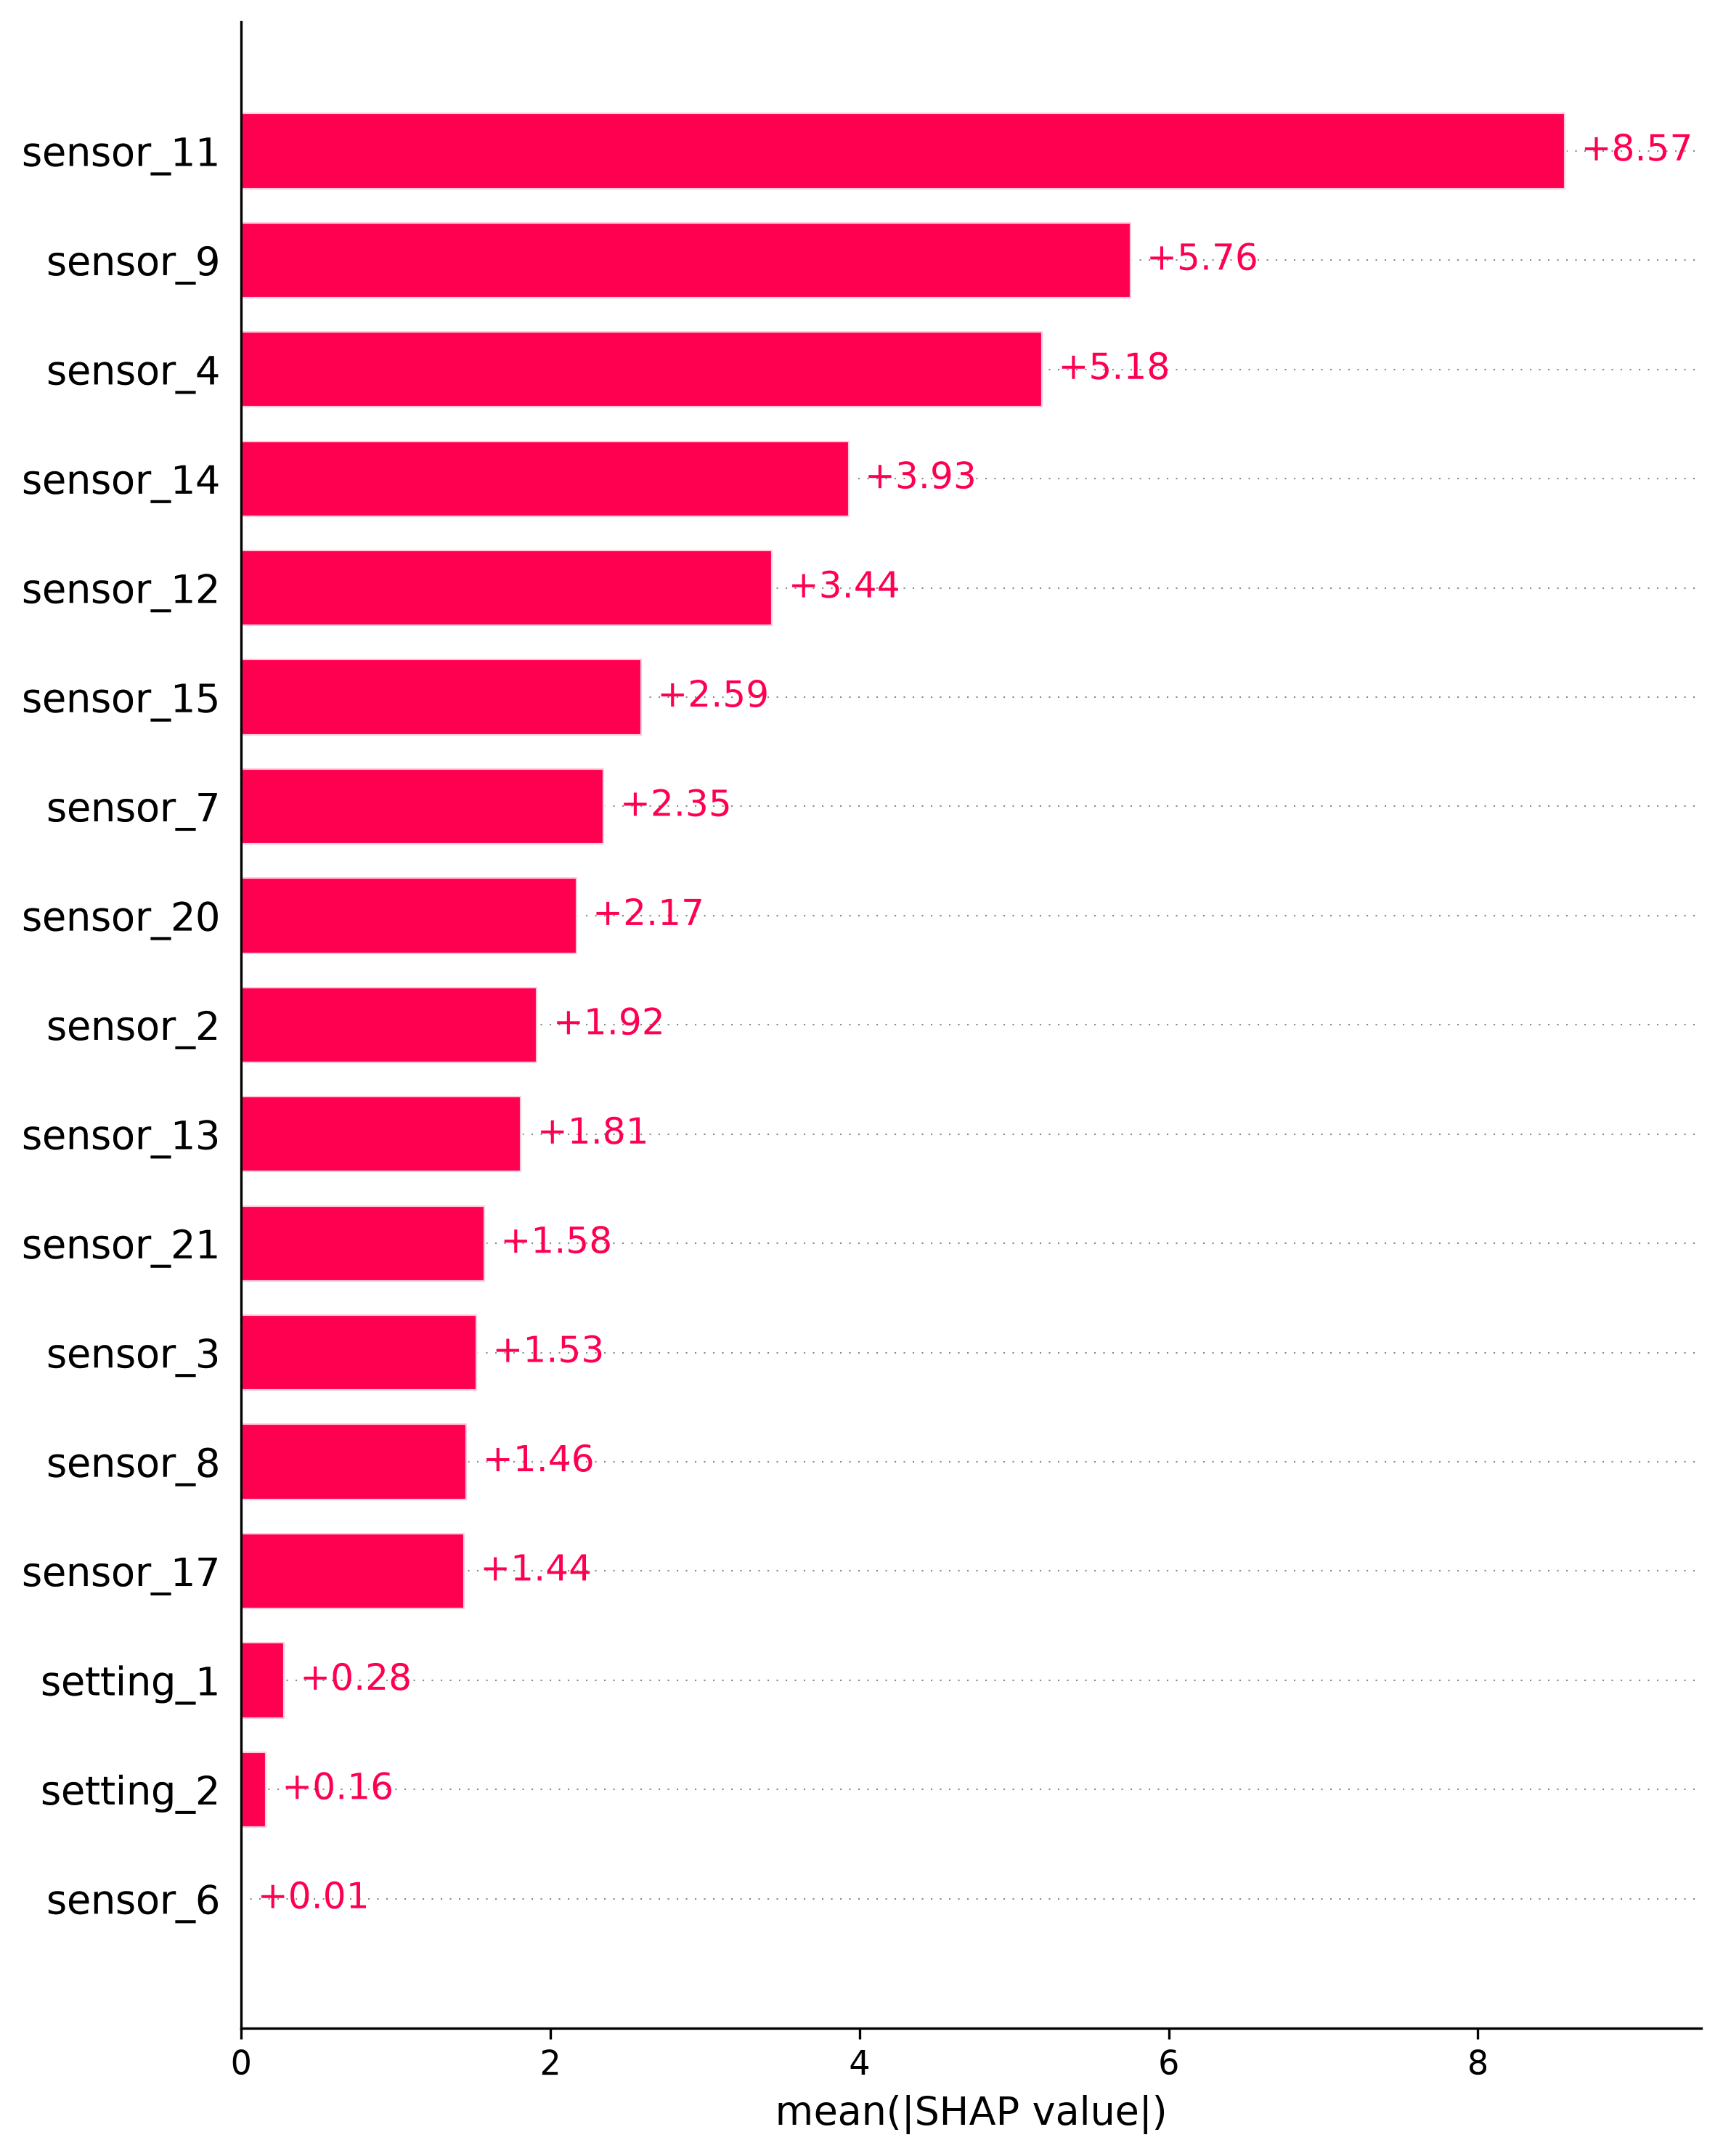 sensor_11 +8.57
sensor_9 +5.76
sensor_4 +5.18
sensor_14 +3.93
sensor_12 +3.44
sensor_15 +2.59
sensor_7 +2.35
sensor_20 +2.17
sensor_2 +1.92
sensor_13 +1.81
sensor_21 +1.58
sensor_3 +1.53
sensor_8 +1.46
sensor_17 +1.44
setting_1 +0.28
setting_2 +0.16
sensor_6 +0.01
0 2 4 6 8
mean(|SHAP value|)